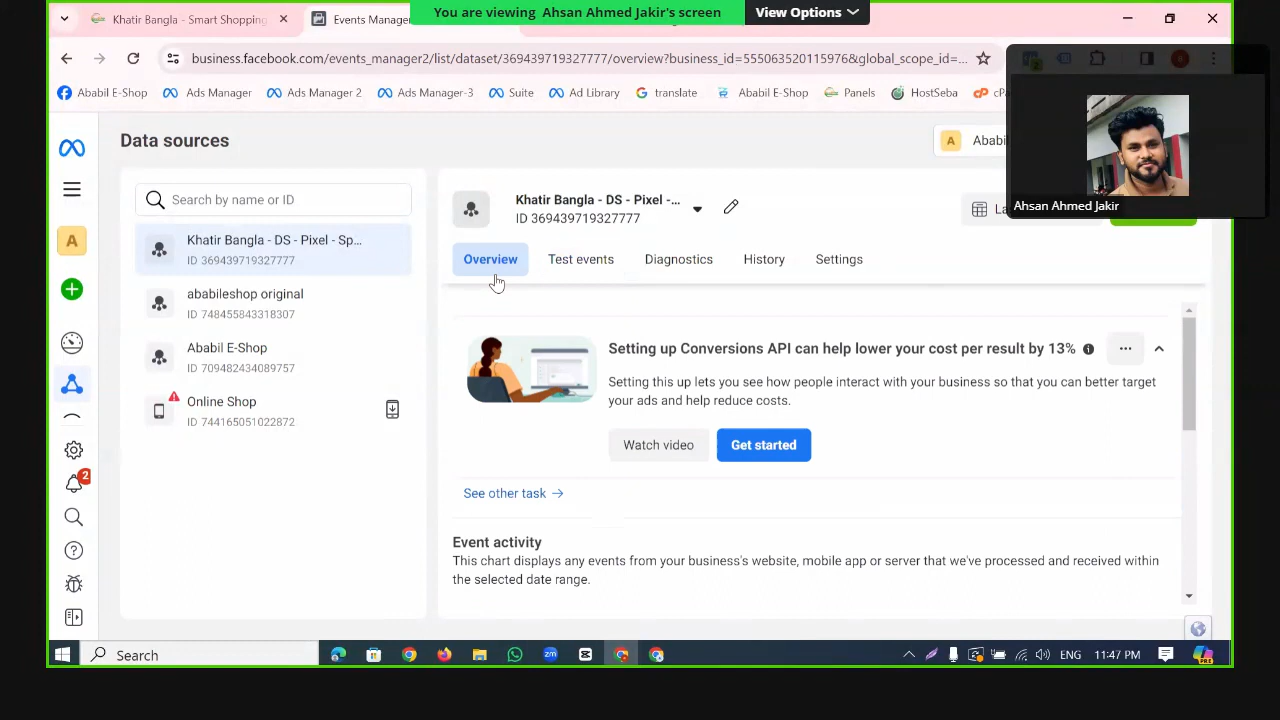 You are viewing Ahsan Ahmed Jakir's screen
View Options
Khatir Bangla - Smart Shopping
Events Manager
business.facebook.com/events_manager2/list/dataset/369439719327777/overview?business_id=555063520115976&global_scope_id=...
Ababil E-Shop
Ads Manager
Ads Manager 2
Ads Manager-3
Suite
Ad Library
translate
Ababil E-Shop
Panels
HostSeba
Ahsan Ahmed Jakir
Data sources
A
Ababi
Search by name or ID
Khatir Bangla - DS - Pixel - Sp...
ID 369439719327777
ababileshop original
ID 748455843318307
Ababil E-Shop
ID 709482434089757
Online Shop
ID 744165051022872
A
2
Khatir Bangla - DS - Pixel -...
ID 369439719327777
La
Overview
Test events
Diagnostics
History
Settings
Setting up Conversions API can help lower your cost per result by 13%
Setting this up lets you see how people interact with your business so that you can better target
your ads and help reduce costs.
Watch video
Get started
See other task
Event activity
This chart displays any events from your business's website, mobile app or server that we've processed and received within
the selected date range.
Search
ENG
11:47 PM